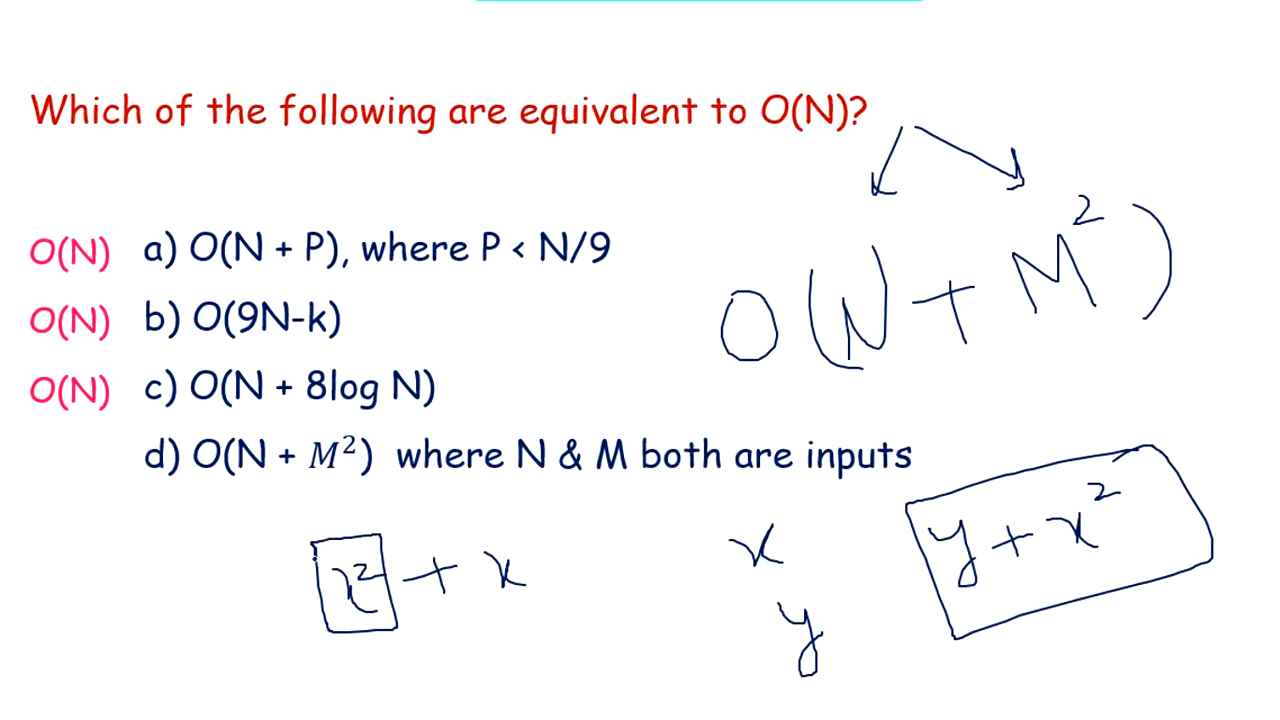 Which of the following are equivalent to O(N)?
O(N) a) O(N + P), where P < N/9
O(N) b) O(9N-k)
O(N) c) O(N + 8log N)
d) O(N + M²) where N & M both are inputs
O(N + M²)
x² + x
x
y
y + x²